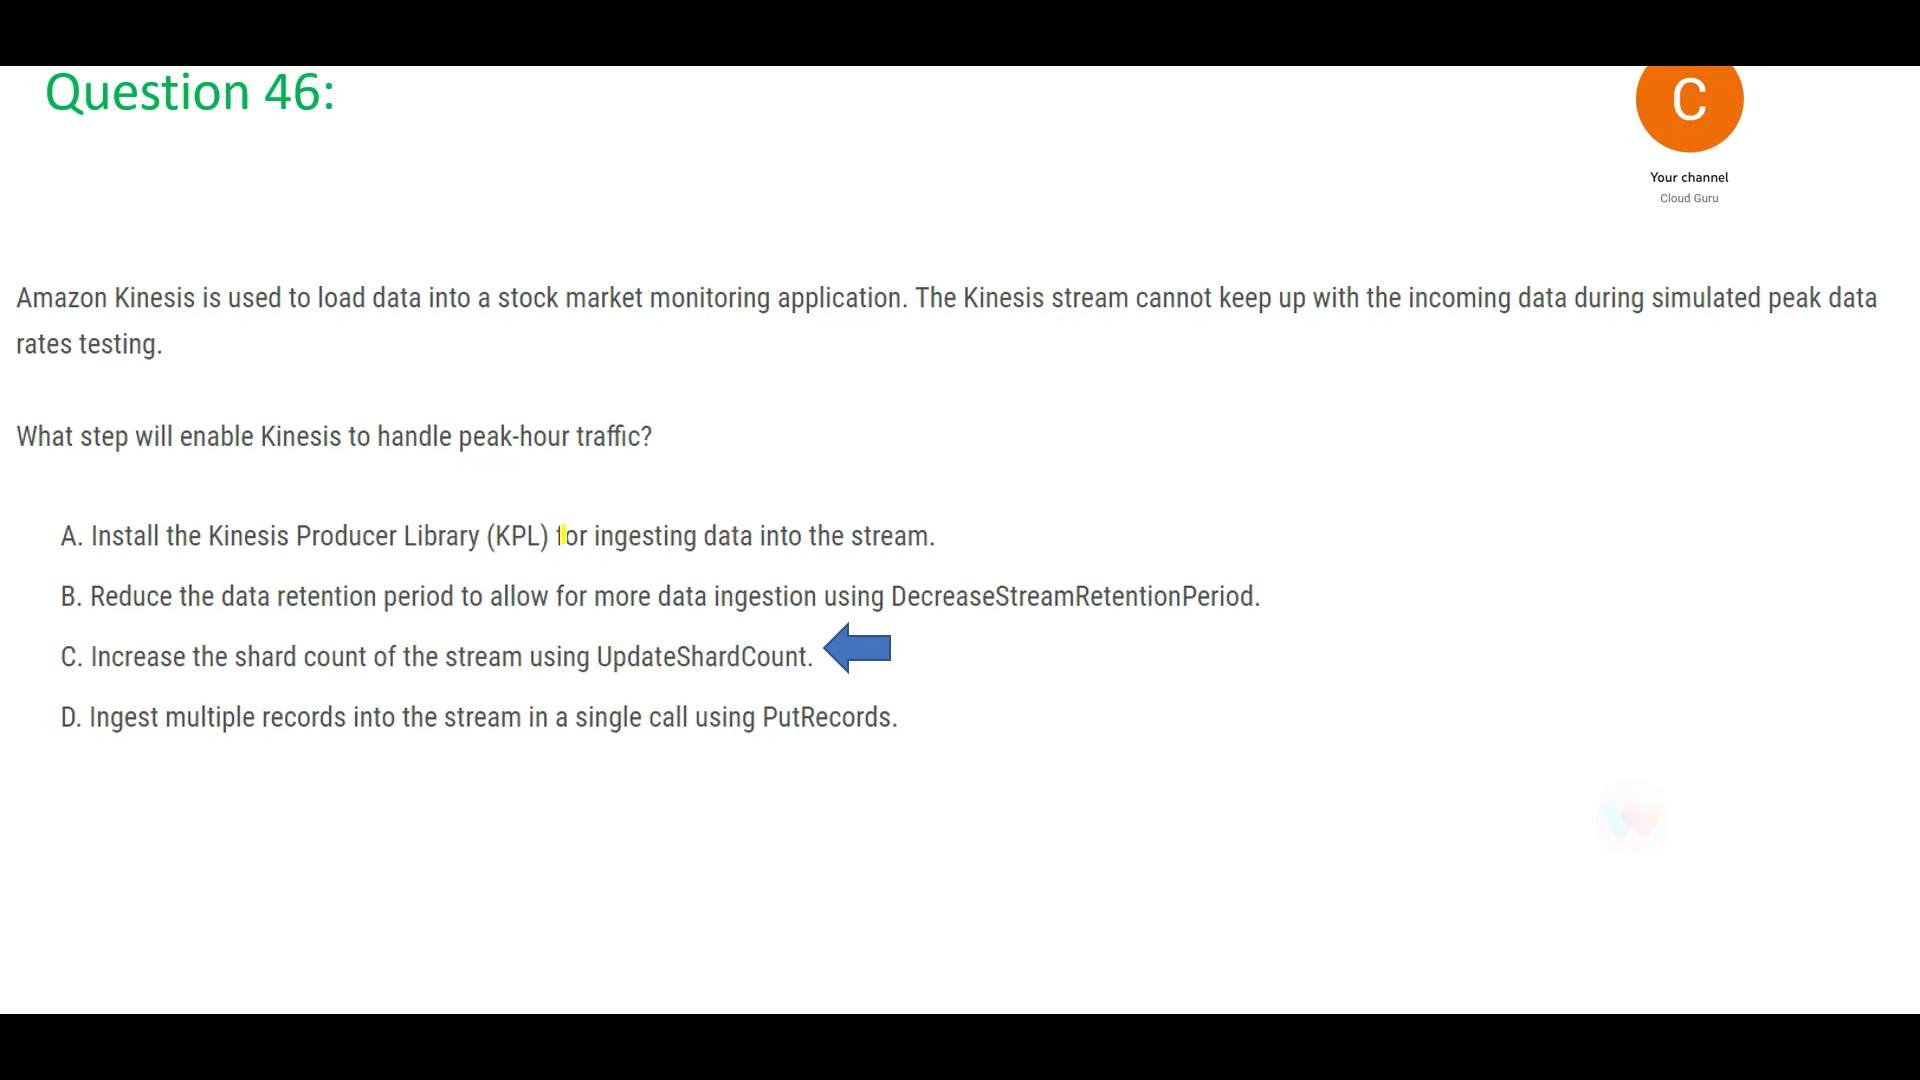 Question 46:
C
Your channel
Cloud Guru
Amazon Kinesis is used to load data into a stock market monitoring application. The Kinesis stream cannot keep up with the incoming data during simulated peak data
rates testing.
What step will enable Kinesis to handle peak-hour traffic?
A. Install the Kinesis Producer Library (KPL) for ingesting data into the stream.
B. Reduce the data retention period to allow for more data ingestion using DecreaseStreamRetentionPeriod.
C. Increase the shard count of the stream using UpdateShardCount.
D. Ingest multiple records into the stream in a single call using PutRecords.